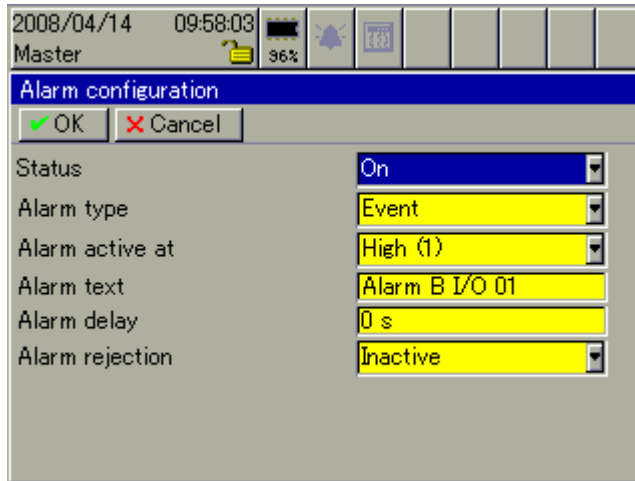 2008/04/14 09:58:03
Master
96%
Alarm configuration
OK Cancel
Status On
Alarm type Event
Alarm active at High (1)
Alarm text Alarm B I/O 01
Alarm delay 0 s
Alarm rejection Inactive